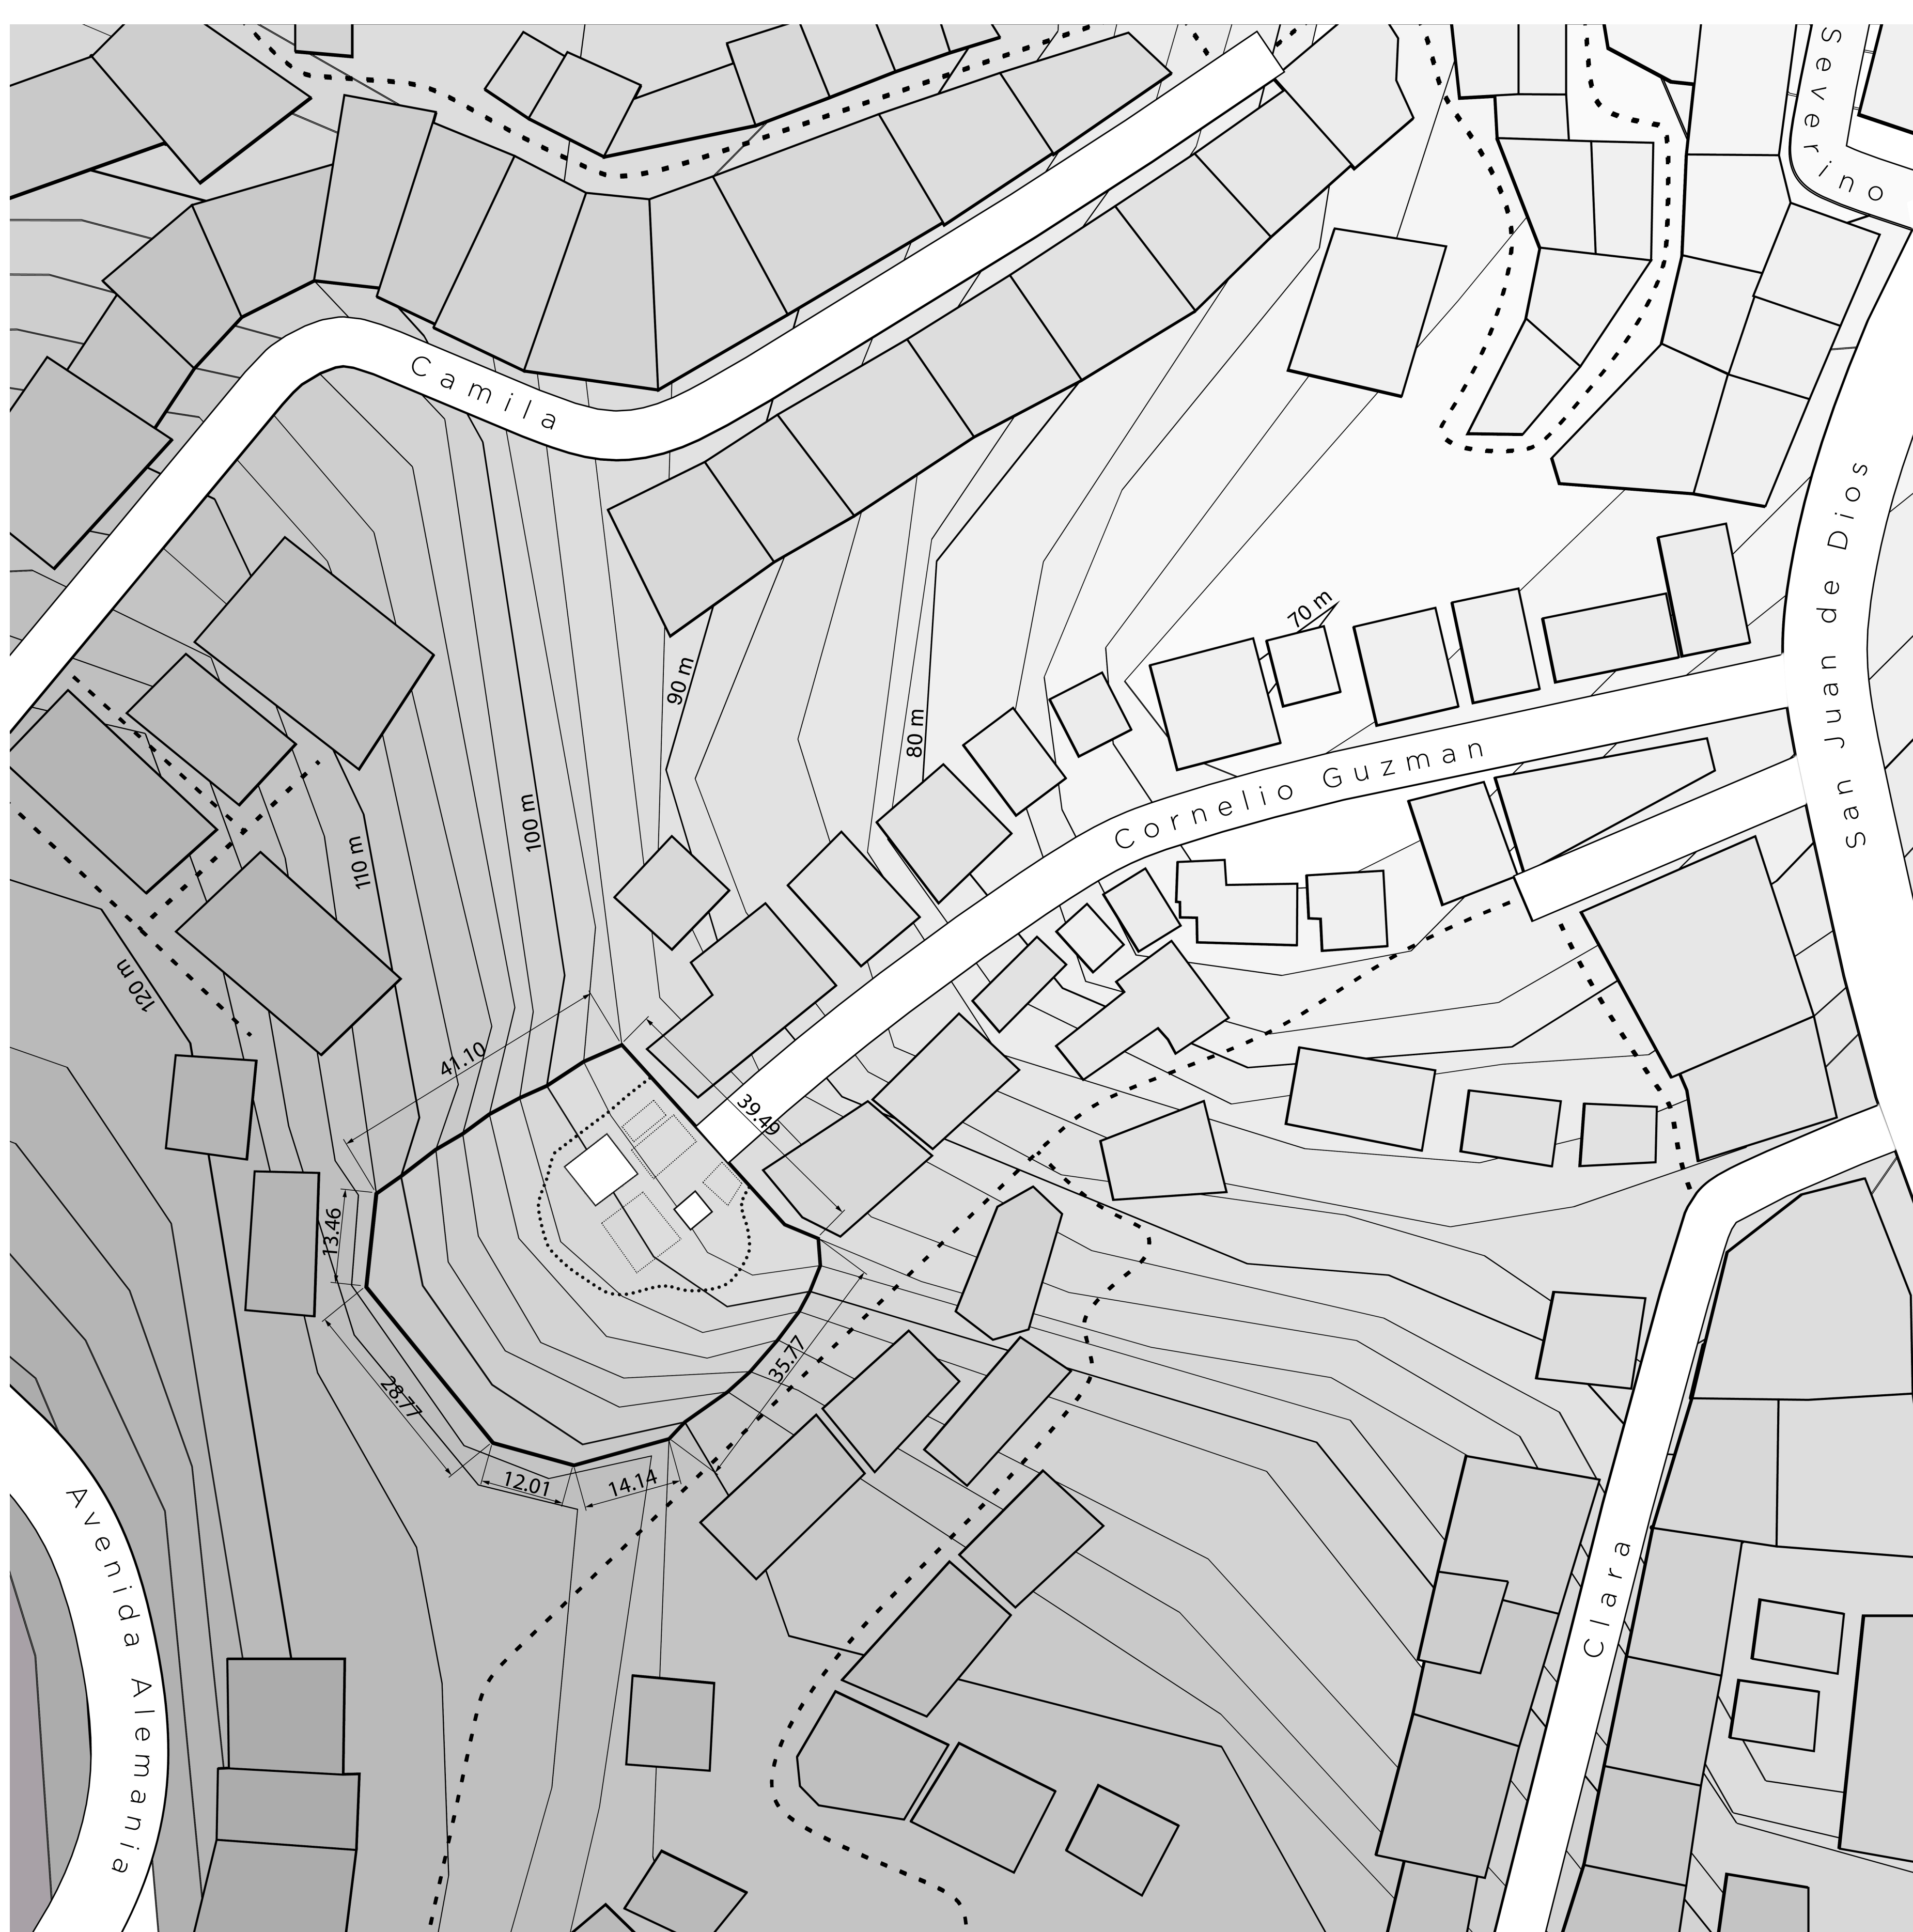 Severino
Camila
San Juan de Dios
70 m
90 m
80 m
Cornelio Guzman
100 m
110 m
120 m
41.10
39.49
13.46
35.77
28.77
12.01
14.14
Avenida Alemania
Clara